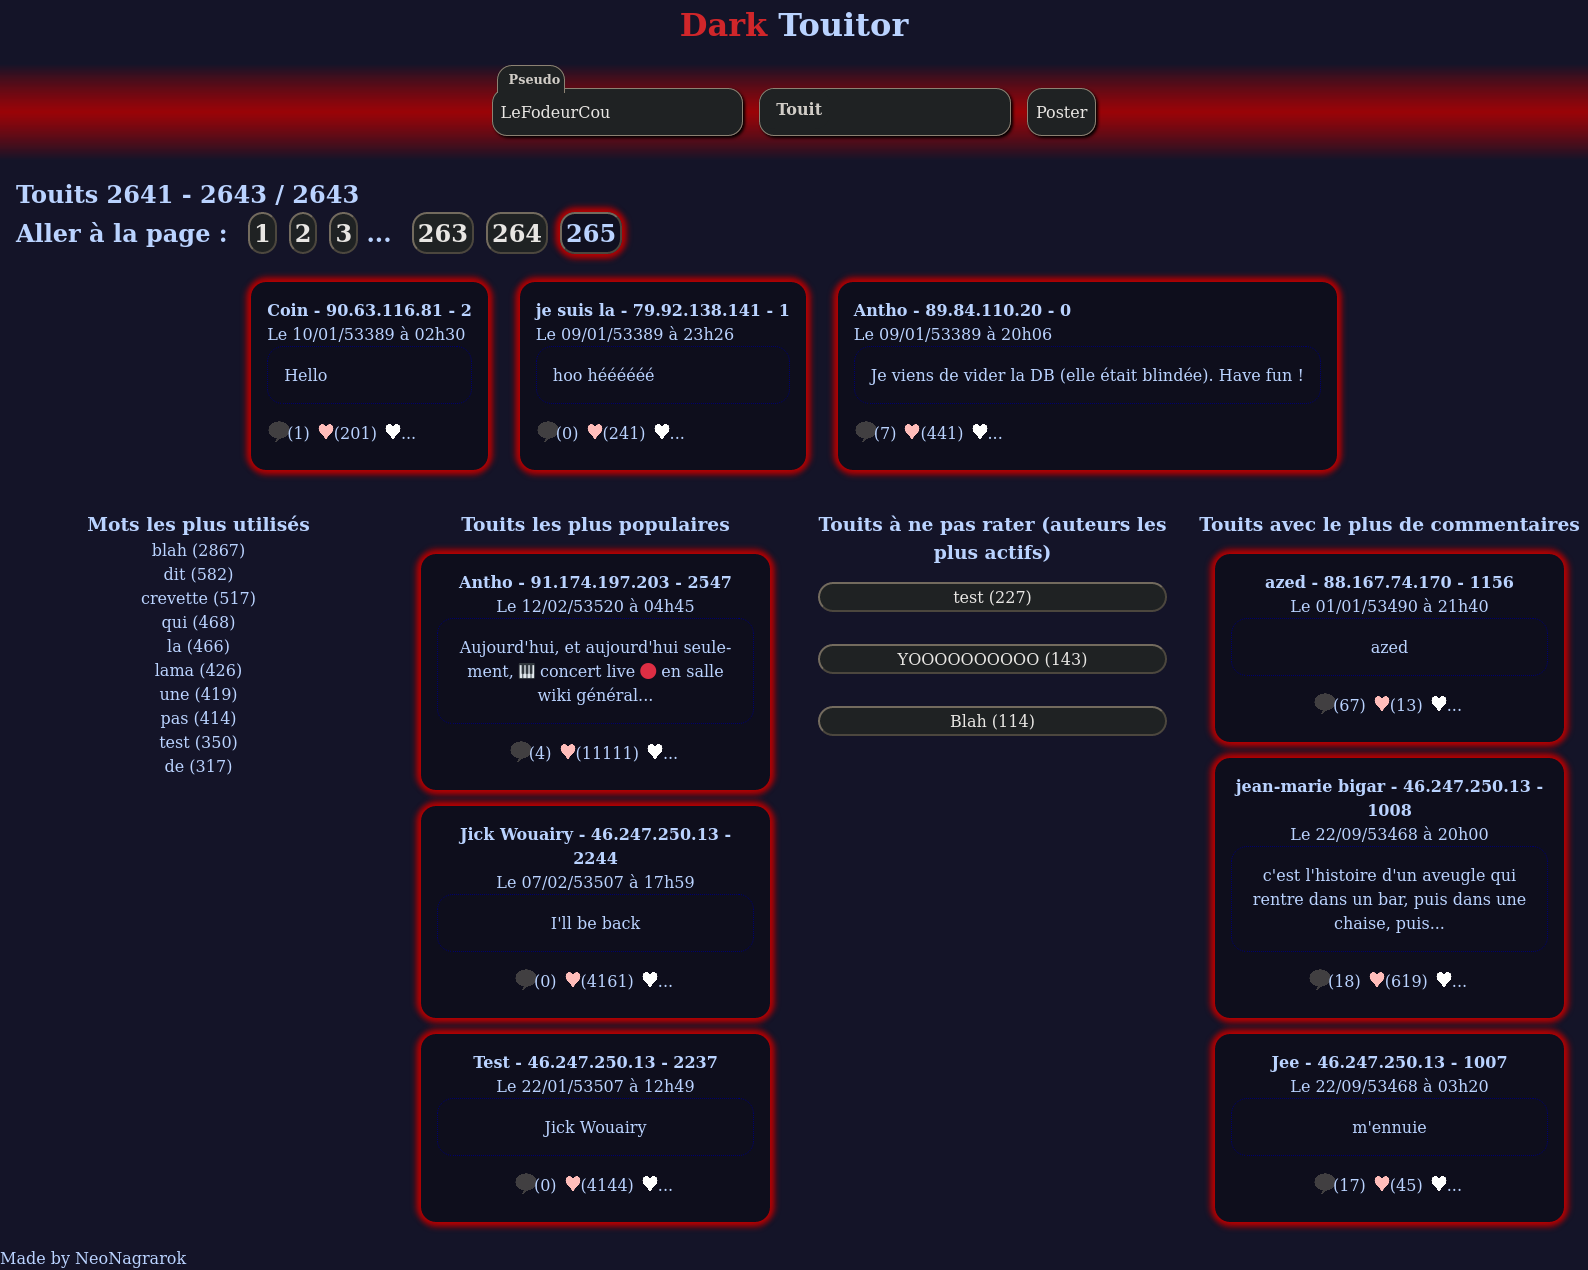 Dark Touitor
Pseudo
LeFodeurCou
Touit
Poster
Touits 2641 - 2643 / 2643
Aller à la page : 1 2 3 ... 263 264 265
Coin - 90.63.116.81 - 2
Le 10/01/53389 à 02h30
Hello
(1) (201) ...
je suis la - 79.92.138.141 - 1
Le 09/01/53389 à 23h26
hoo héééééé
(0) (241) ...
Antho - 89.84.110.20 - 0
Le 09/01/53389 à 20h06
Je viens de vider la DB (elle était blindée). Have fun !
(7) (441) ...
Mots les plus utilisés
blah (2867)
dit (582)
crevette (517)
qui (468)
la (466)
lama (426)
une (419)
pas (414)
test (350)
de (317)
Touits les plus populaires
Antho - 91.174.197.203 - 2547
Le 12/02/53520 à 04h45
Aujourd'hui, et aujourd'hui seule-
ment, 🎹 concert live 🔴 en salle
wiki général...
(4) (11111) ...
Jick Wouairy - 46.247.250.13 -
2244
Le 07/02/53507 à 17h59
I'll be back
(0) (4161) ...
Test - 46.247.250.13 - 2237
Le 22/01/53507 à 12h49
Jick Wouairy
(0) (4144) ...
Touits à ne pas rater (auteurs les
plus actifs)
test (227)
YOOOOOOOOOO (143)
Blah (114)
Touits avec le plus de commentaires
azed - 88.167.74.170 - 1156
Le 01/01/53490 à 21h40
azed
(67) (13) ...
jean-marie bigar - 46.247.250.13 -
1008
Le 22/09/53468 à 20h00
c'est l'histoire d'un aveugle qui
rentre dans un bar, puis dans une
chaise, puis...
(18) (619) ...
Jee - 46.247.250.13 - 1007
Le 22/09/53468 à 03h20
m'ennuie
(17) (45) ...
Made by NeoNagrarok